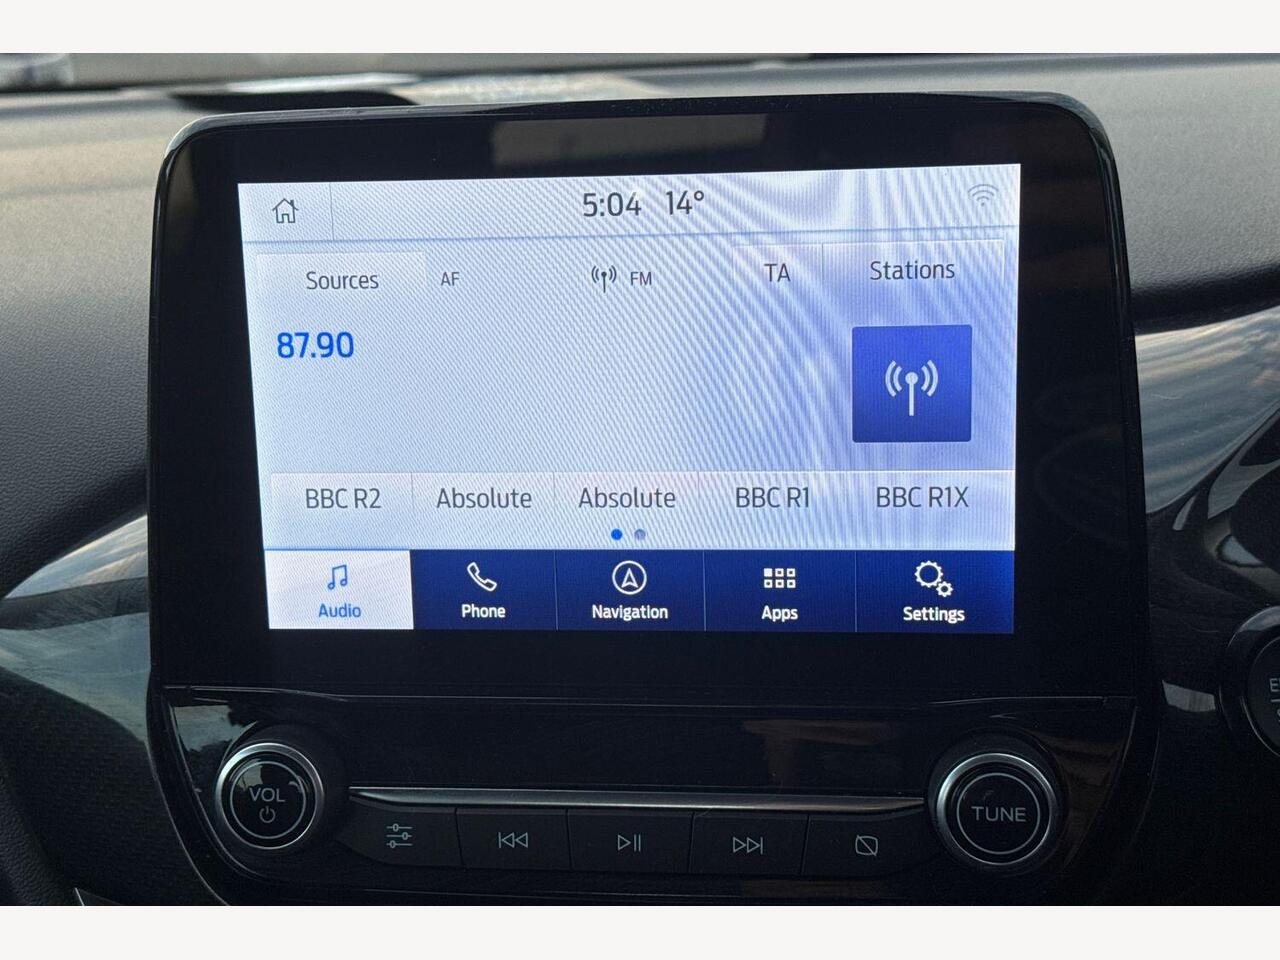 5:04 14°
Sources AF FM TA Stations
87.90
BBC R2 Absolute Absolute BBC R1 BBC R1X
Audio Phone Navigation Apps Settings
VOL
TUNE